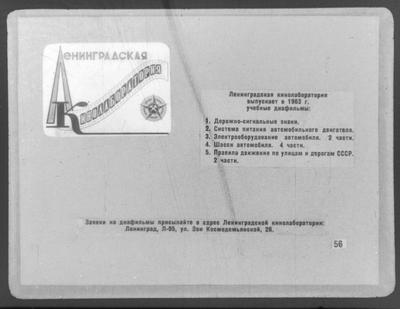 Ленинградская
Кинолаборатория
Ленинградская кинолаборатория
выпускает в 1963 г.
учебные диафильмы:
1. Дорожно-сигнальные знаки.
2. Система питания автомобильного двигателя.
3. Электрооборудование автомобиля. 2 части.
4. Шасси автомобиля. 4 части.
5. Правила движения по улицам и дорогам СССР.
2 части.
Заявки на диафильмы присылайте в адрес Ленинградской кинолаборатории:
Ленинград, Л-95, ул. Зои Космодемьянской, 26.
56